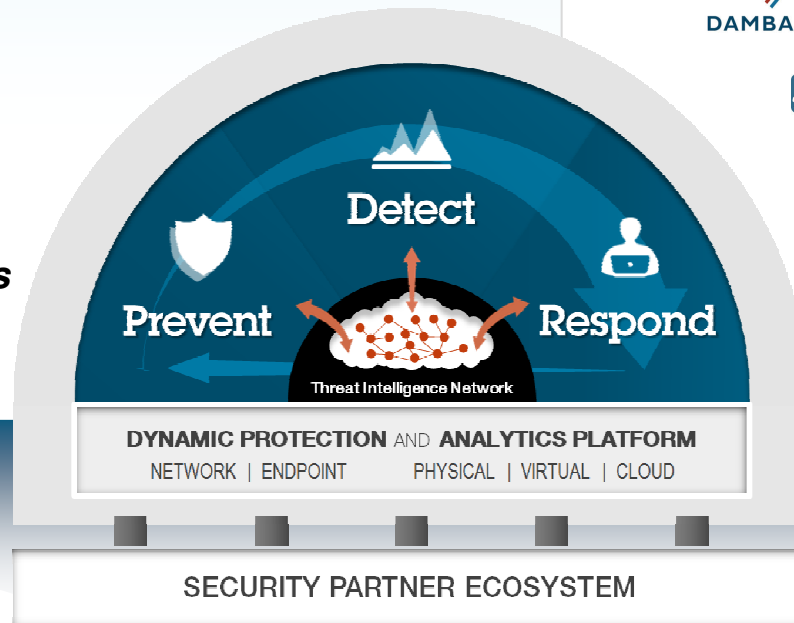 DAMBA
Detect
s
Prevent
Respond
Threat Intelligence Network
DYNAMIC PROTECTION AND ANALYTICS PLATFORM
NETWORK | ENDPOINT PHYSICAL | VIRTUAL | CLOUD
SECURITY PARTNER ECOSYSTEM